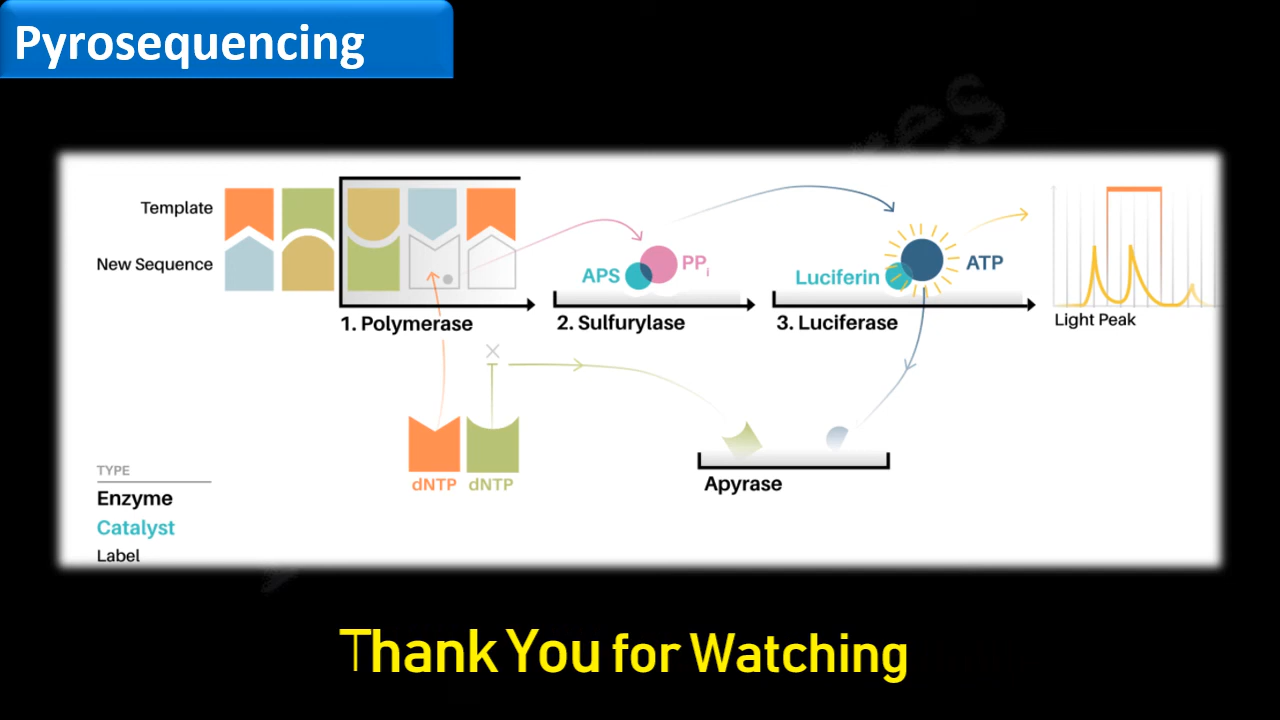 Pyrosequencing
Template
New Sequence
APS
PPi
Luciferin
ATP
1. Polymerase
2. Sulfurylase
3. Luciferase
Light Peak
dNTP
dNTP
Apyrase
TYPE
Enzyme
Catalyst
Label
Thank You for Watching